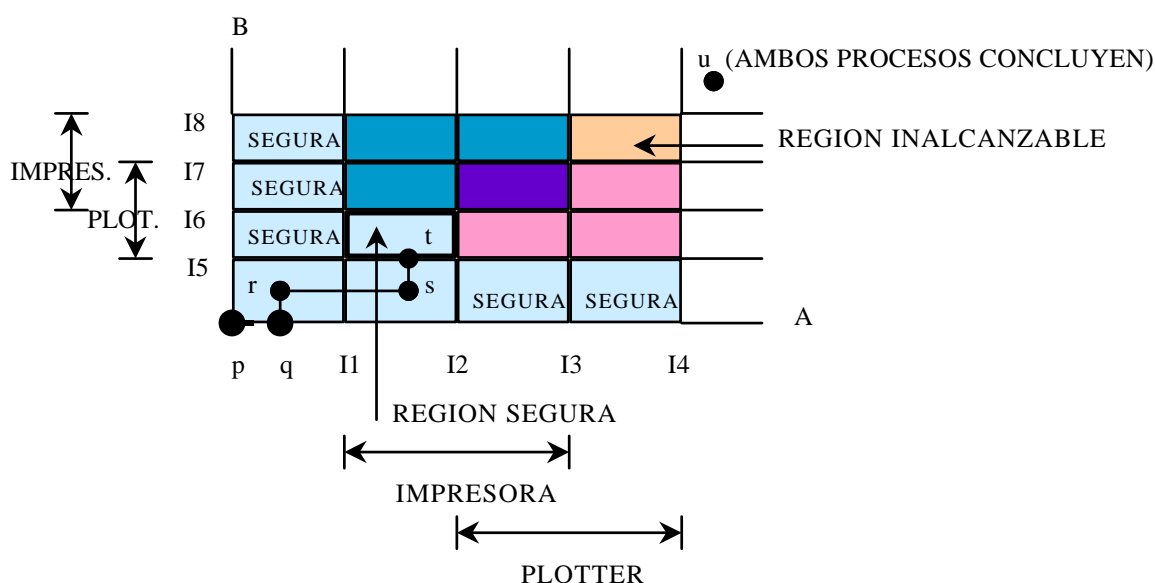 B
u (AMBOS PROCESOS CONCLUYEN)
I8
SEGURA
REGION INALCANZABLE
IMPRES.
I7
SEGURA
PLOT.
I6
SEGURA
t
I5
r
s
SEGURA
SEGURA
A
p
q
I1
I2
I3
I4
REGION SEGURA
IMPRESORA
PLOTTER